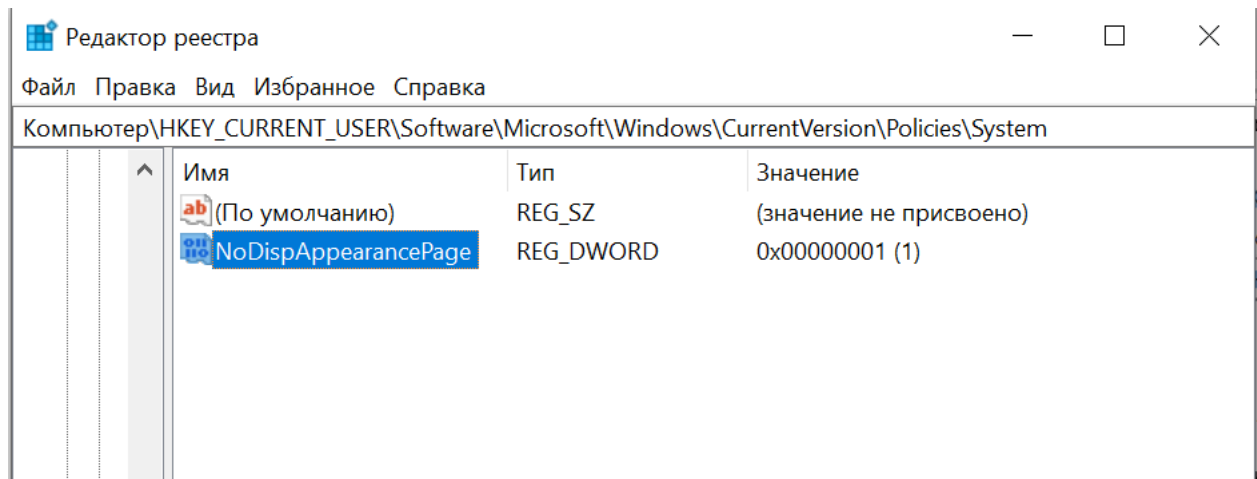 Редактор реестра
Файл Правка Вид Избранное Справка
Компьютер\HKEY_CURRENT_USER\Software\Microsoft\Windows\CurrentVersion\Policies\System
Имя Тип Значение
(По умолчанию) REG_SZ (значение не присвоено)
NoDispAppearancePage REG_DWORD 0x00000001 (1)